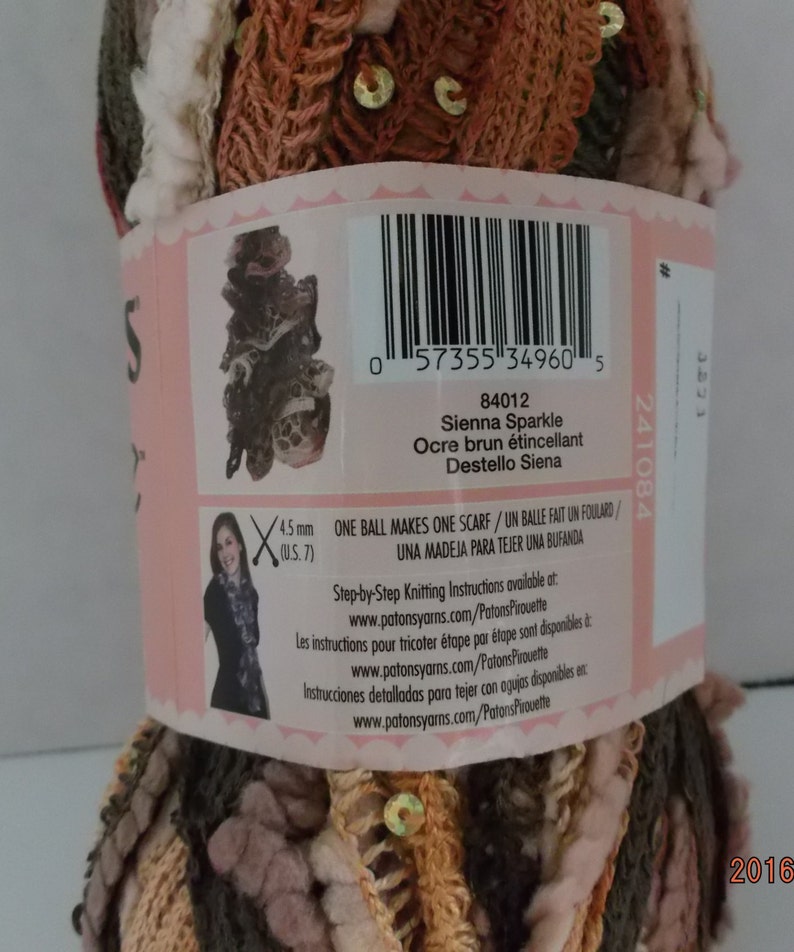 0 57355 34960 5
84012
Sienna Sparkle
Ocre brun étincellant
Destello Siena
#
241084
4.5 mm
(U.S. 7)
ONE BALL MAKES ONE SCARF / UN BALLE FAIT UN FOULARD /
UNA MADEJA PARA TEJER UNA BUFANDA
Step-by-Step Knitting Instructions available at:
www.patonsyarns.com/PatonsPirouette
Les instructions pour tricoter étape par étape sont disponibles à:
www.patonsyarns.com/PatonsPirouette
Instrucciones detalladas para tejer con agujas disponibles en:
www.patonsyarns.com/PatonsPirouette
2016